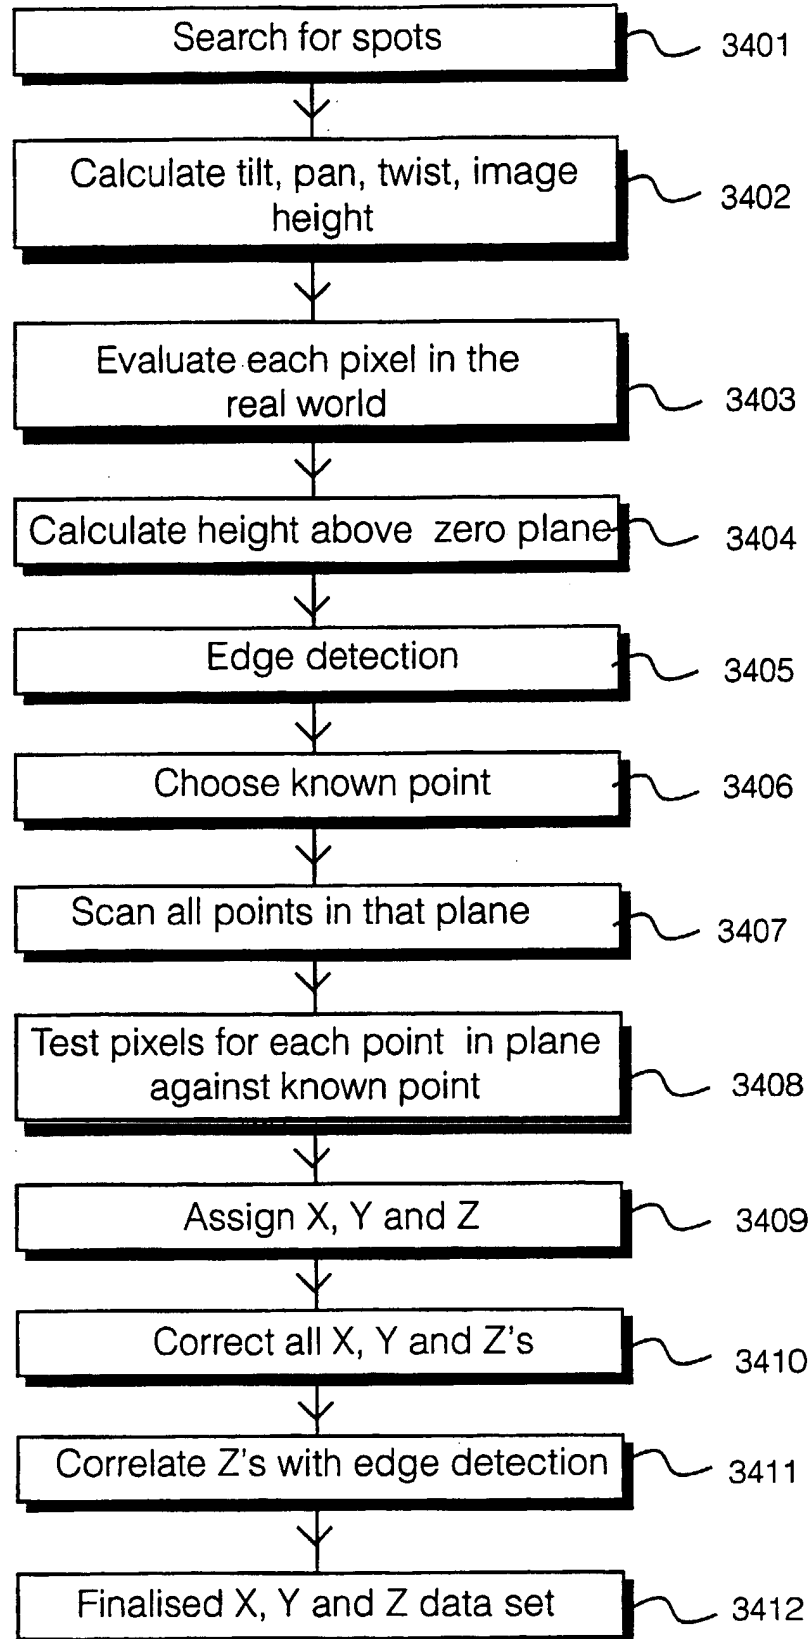 Search for spots
3401
Calculate tilt, pan, twist, image
height
3402
Evaluate each pixel in the
real world
3403
Calculate height above zero plane
3404
Edge detection
3405
Choose known point
3406
Scan all points in that plane
3407
Test pixels for each point in plane
against known point
3408
Assign X, Y and Z
3409
Correct all X, Y and Z's
3410
Correlate Z's with edge detection
3411
Finalised X, Y and Z data set
3412